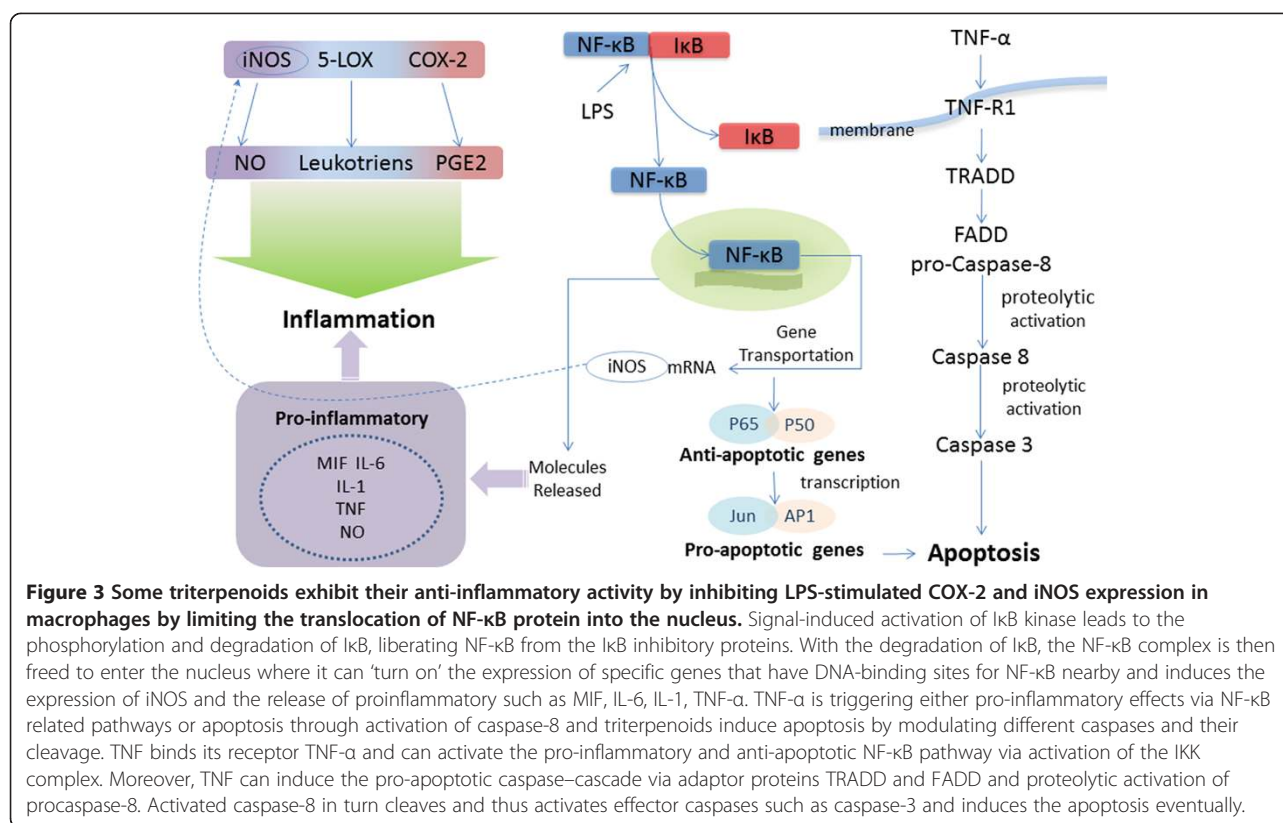 iNOS 5-LOX COX-2
NO Leukotriens PGE2
Inflammation
Pro-inflammatory
MIF IL-6
IL-1
TNF
NO
NF-κB IκB
LPS
IκB
NF-κB
NF-κB
Gene
Transportation
iNOS mRNA
Molecules
Released
P65 P50
Anti-apoptotic genes
transcription
Jun AP1
Pro-apoptotic genes
TNF-α
TNF-R1
membrane
TRADD
FADD
pro-Caspase-8
proteolytic
activation
Caspase 8
proteolytic
activation
Caspase 3
Apoptosis
Figure 3 Some triterpenoids exhibit their anti-inflammatory activity by inhibiting LPS-stimulated COX-2 and iNOS expression in
macrophages by limiting the translocation of NF-κB protein into the nucleus. Signal-induced activation of IκB kinase leads to the
phosphorylation and degradation of IκB, liberating NF-κB from the IκB inhibitory proteins. With the degradation of IκB, the NF-κB complex is then
freed to enter the nucleus where it can ‘turn on’ the expression of specific genes that have DNA-binding sites for NF-κB nearby and induces the
expression of iNOS and the release of proinflammatory such as MIF, IL-6, IL-1, TNF-α. TNF-α is triggering either pro-inflammatory effects via NF-κB
related pathways or apoptosis through activation of caspase-8 and triterpenoids induce apoptosis by modulating different caspases and their
cleavage. TNF binds its receptor TNF-α and can activate the pro-inflammatory and anti-apoptotic NF-κB pathway via activation of the IKK
complex. Moreover, TNF can induce the pro-apoptotic caspase–cascade via adaptor proteins TRADD and FADD and proteolytic activation of
procaspase-8. Activated caspase-8 in turn cleaves and thus activates effector caspases such as caspase-3 and induces the apoptosis eventually.